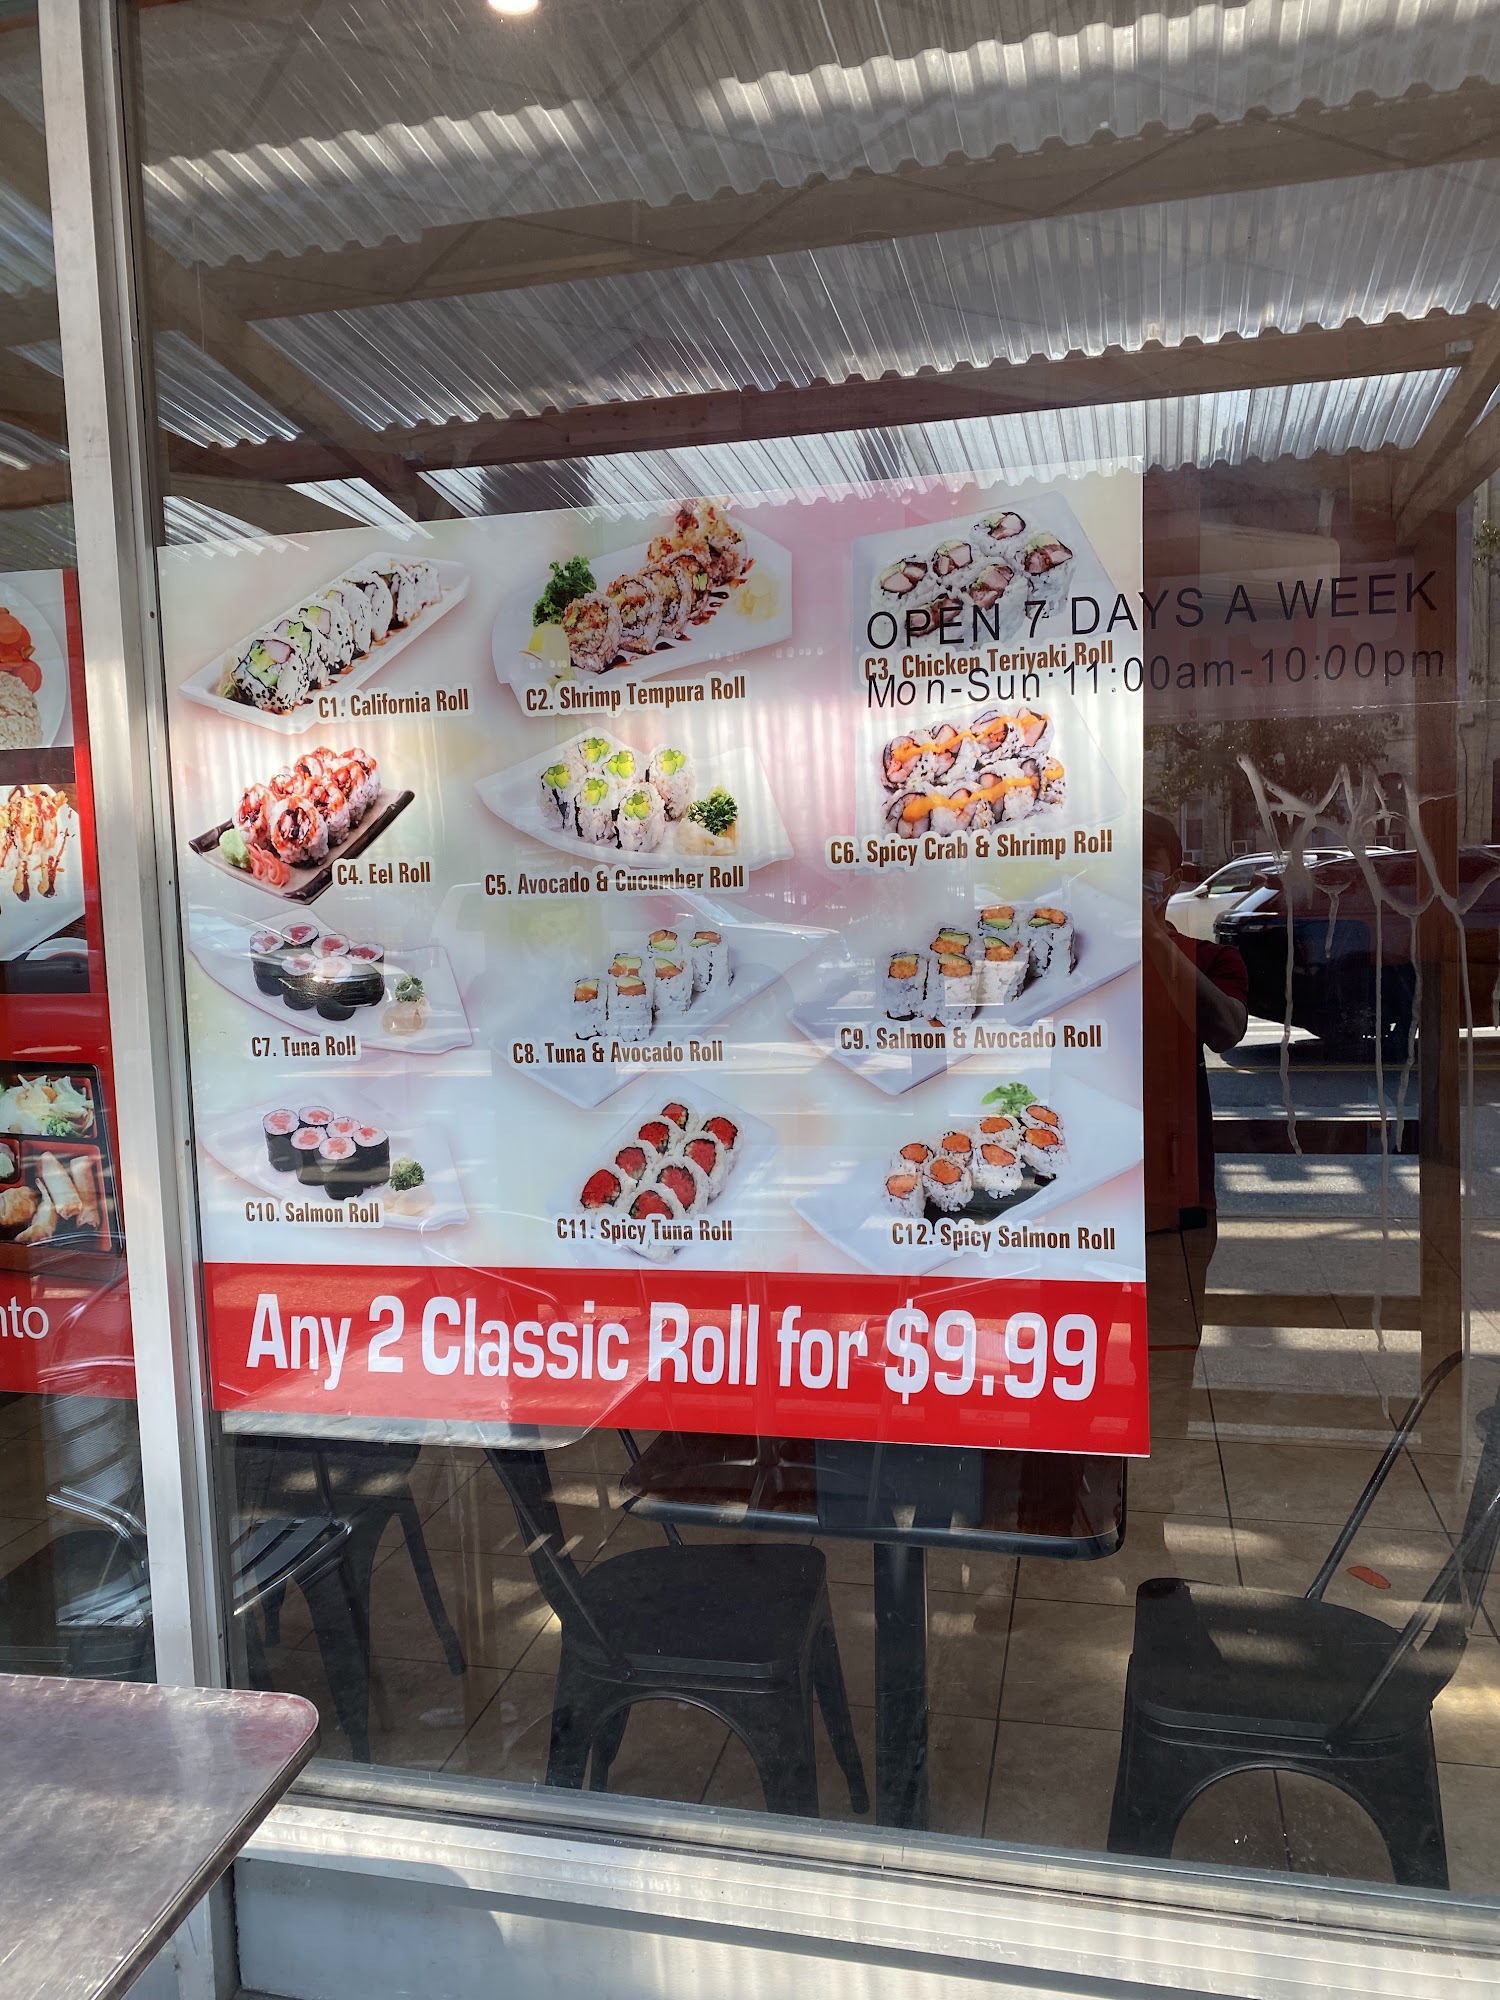 OPEN 7 DAYS A WEEK
Mon-Sun 11:00am-10:00pm
C1. California Roll
C2. Shrimp Tempura Roll
C3. Chicken Teriyaki Roll
C4. Eel Roll
C5. Avocado & Cucumber Roll
C6. Spicy Crab & Shrimp Roll
C7. Tuna Roll
C8. Tuna & Avocado Roll
C9. Salmon & Avocado Roll
C10. Salmon Roll
C11. Spicy Tuna Roll
C12. Spicy Salmon Roll
Any 2 Classic Roll for $9.99
nto